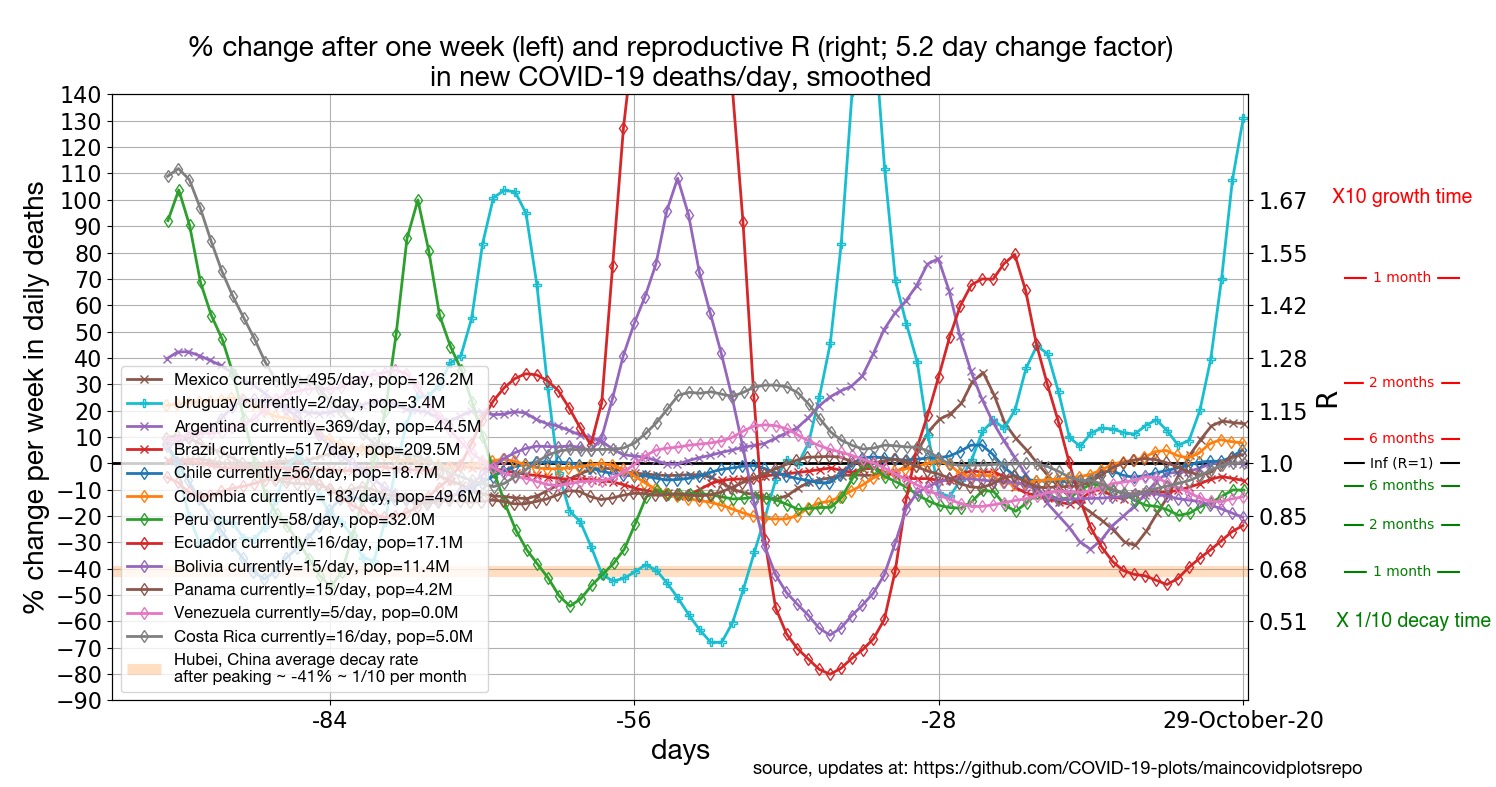 % change after one week (left) and reproductive R (right; 5.2 day change factor)
in new COVID-19 deaths/day, smoothed
140
130
120
110
100
90
80
70
60
50
40
30
20
10
0
−10
−20
−30
−40
−50
−60
−70
−80
−90
% change per week in daily deaths
Mexico currently=495/day, pop=126.2M
Uruguay currently=2/day, pop=3.4M
Argentina currently=369/day, pop=44.5M
Brazil currently=517/day, pop=209.5M
Chile currently=56/day, pop=18.7M
Colombia currently=183/day, pop=49.6M
Peru currently=58/day, pop=32.0M
Ecuador currently=16/day, pop=17.1M
Bolivia currently=15/day, pop=11.4M
Panama currently=15/day, pop=4.2M
Venezuela currently=5/day, pop=0.0M
Costa Rica currently=16/day, pop=5.0M
Hubei, China average decay rate
after peaking ~ -41% ~ 1/10 per month
1.67
1.55
1.42
1.28
1.15
1.0
0.85
0.68
0.51
R
X10 growth time
1 month
2 months
6 months
Inf (R=1)
6 months
2 months
1 month
X 1/10 decay time
-84
-56
-28
29-October-20
days
source, updates at: https://github.com/COVID-19-plots/maincovidplotsrepo